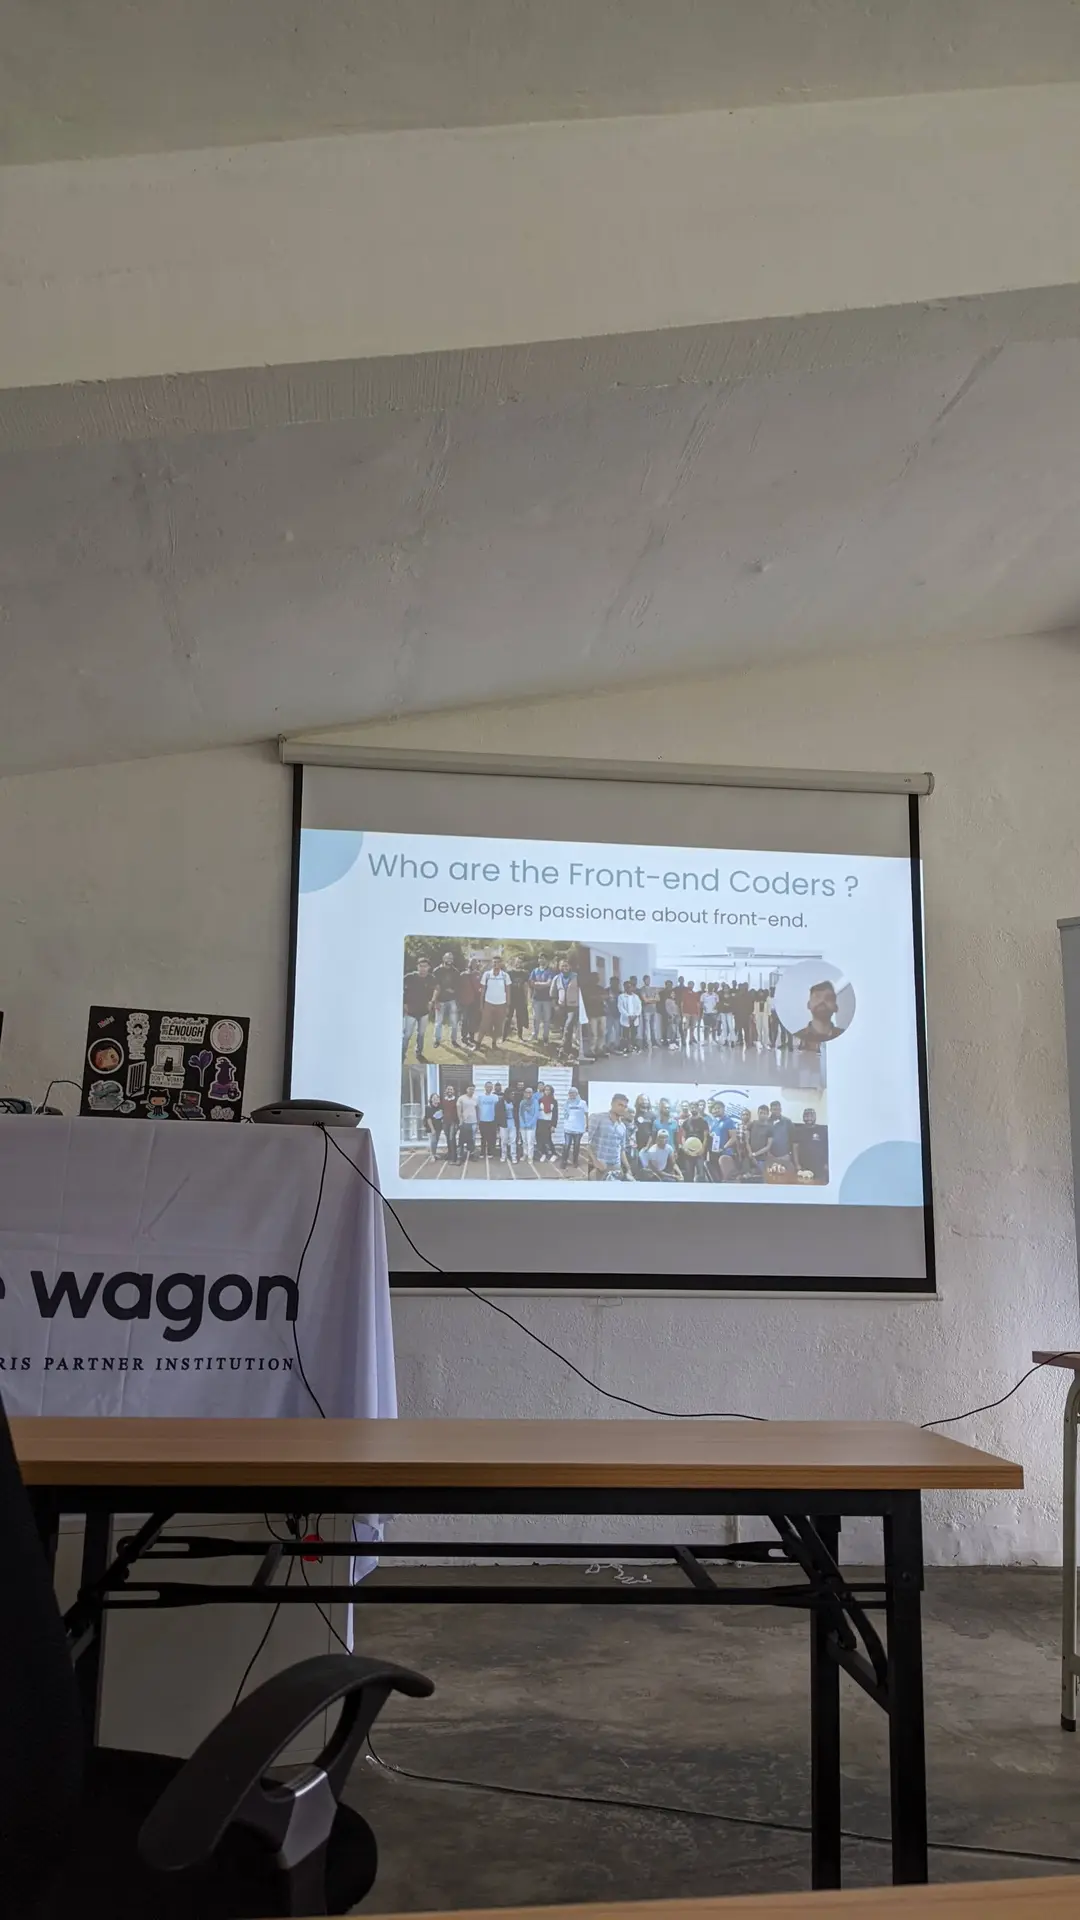 Who are the Front-end Coders ?
Developers passionate about front-end.
ENOUGH
wagon
RIS PARTNER INSTITUTION